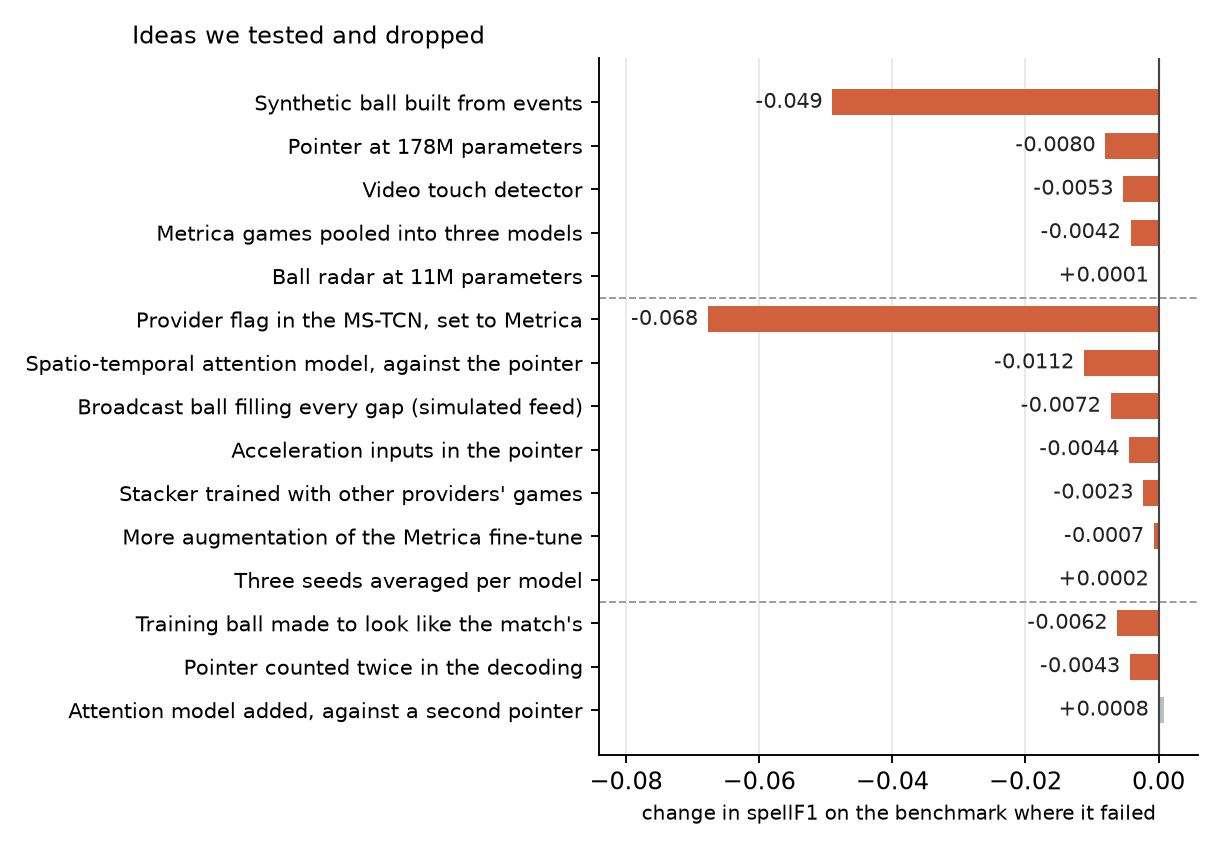 Ideas we tested and dropped
Synthetic ball built from events -0.049
Pointer at 178M parameters -0.0080
Video touch detector -0.0053
Metrica games pooled into three models -0.0042
Ball radar at 11M parameters +0.0001
Provider flag in the MS-TCN, set to Metrica -0.068
Spatio-temporal attention model, against the pointer -0.0112
Broadcast ball filling every gap (simulated feed) -0.0072
Acceleration inputs in the pointer -0.0044
Stacker trained with other providers' games -0.0023
More augmentation of the Metrica fine-tune -0.0007
Three seeds averaged per model +0.0002
Training ball made to look like the match's -0.0062
Pointer counted twice in the decoding -0.0043
Attention model added, against a second pointer +0.0008
−0.08 −0.06 −0.04 −0.02 0.00
change in spellF1 on the benchmark where it failed